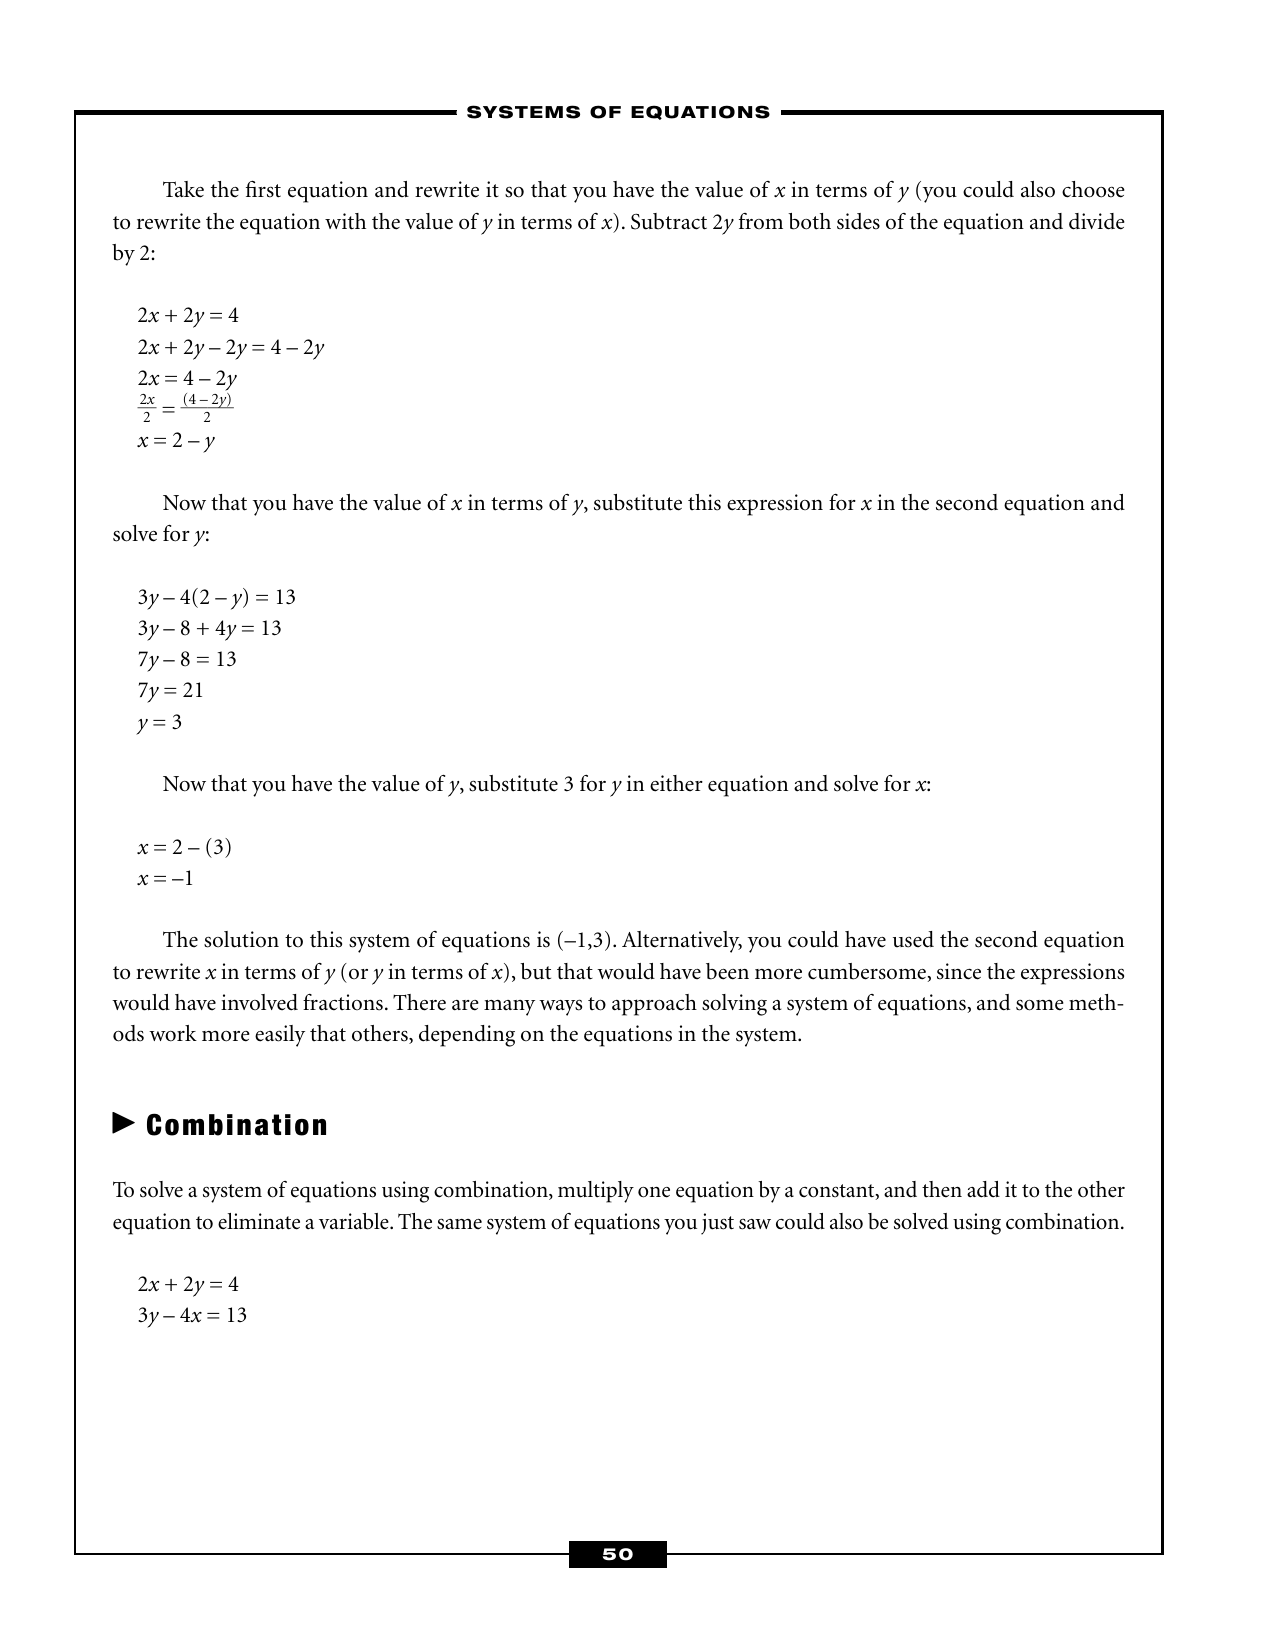 SYSTEMS OF EQUATIONS
Take the first equation and rewrite it so that you have the value of x in terms of y (you could also choose
to rewrite the equation with the value of y in terms of x). Subtract 2y from both sides of the equation and divide
by 2:
2x + 2y = 4
2x + 2y – 2y = 4 – 2y
2x = 4 – 2y
2x/2 = (4 – 2y)/2
x = 2 – y
Now that you have the value of x in terms of y, substitute this expression for x in the second equation and
solve for y:
3y – 4(2 – y) = 13
3y – 8 + 4y = 13
7y – 8 = 13
7y = 21
y = 3
Now that you have the value of y, substitute 3 for y in either equation and solve for x:
x = 2 – (3)
x = –1
The solution to this system of equations is (–1,3). Alternatively, you could have used the second equation
to rewrite x in terms of y (or y in terms of x), but that would have been more cumbersome, since the expressions
would have involved fractions. There are many ways to approach solving a system of equations, and some meth-
ods work more easily that others, depending on the equations in the system.
Combination
To solve a system of equations using combination, multiply one equation by a constant, and then add it to the other
equation to eliminate a variable. The same system of equations you just saw could also be solved using combination.
2x + 2y = 4
3y – 4x = 13
50